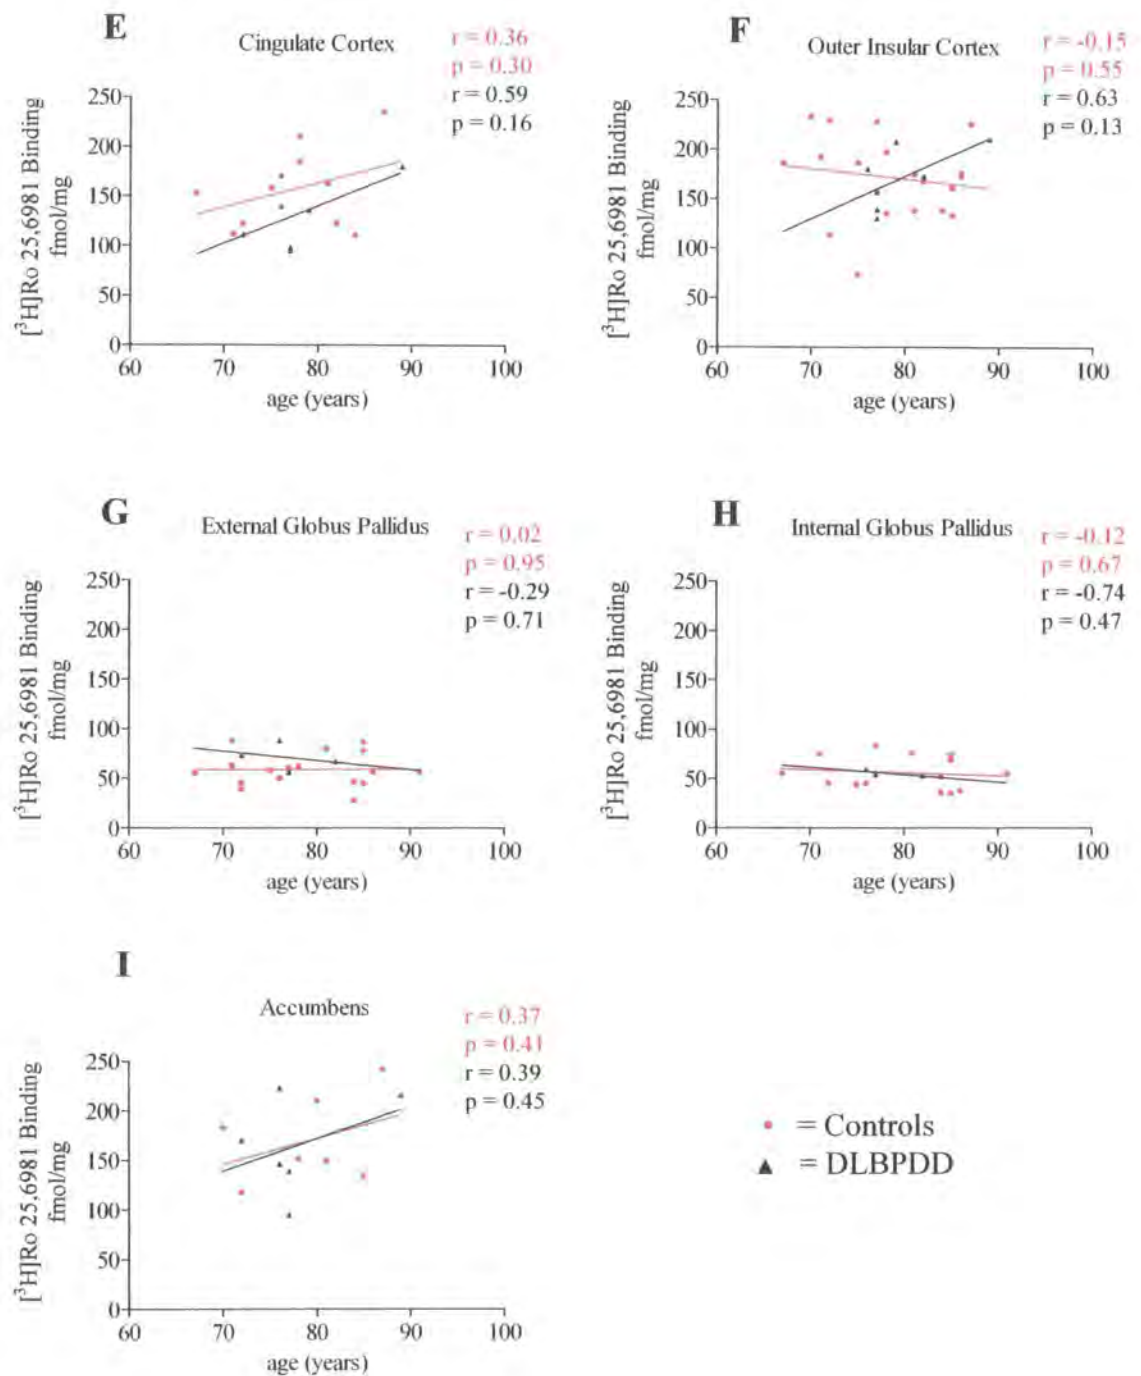 E
Cingulate Cortex
r = 0.36
p = 0.30
r = 0.59
p = 0.16
[³H]Ro 25,6981 Binding
fmol/mg
250
200
150
100
50
0
60 70 80 90 100
age (years)
F
Outer Insular Cortex
r = -0.15
p = 0.55
r = 0.63
p = 0.13
[³H]Ro 25,6981 Binding
fmol/mg
250
200
150
100
50
0
60 70 80 90 100
age (years)
G
External Globus Pallidus
r = 0.02
p = 0.95
r = -0.29
p = 0.71
[³H]Ro 25,6981 Binding
fmol/mg
250
200
150
100
50
0
60 70 80 90 100
age (years)
H
Internal Globus Pallidus
r = -0.12
p = 0.67
r = -0.74
p = 0.47
[³H]Ro 25,6981 Binding
fmol/mg
250
200
150
100
50
0
60 70 80 90 100
age (years)
I
Accumbens
r = 0.37
p = 0.41
r = 0.39
p = 0.45
[³H]Ro 25,6981 Binding
fmol/mg
250
200
150
100
50
0
60 70 80 90 100
age (years)
= Controls
= DLBPDD